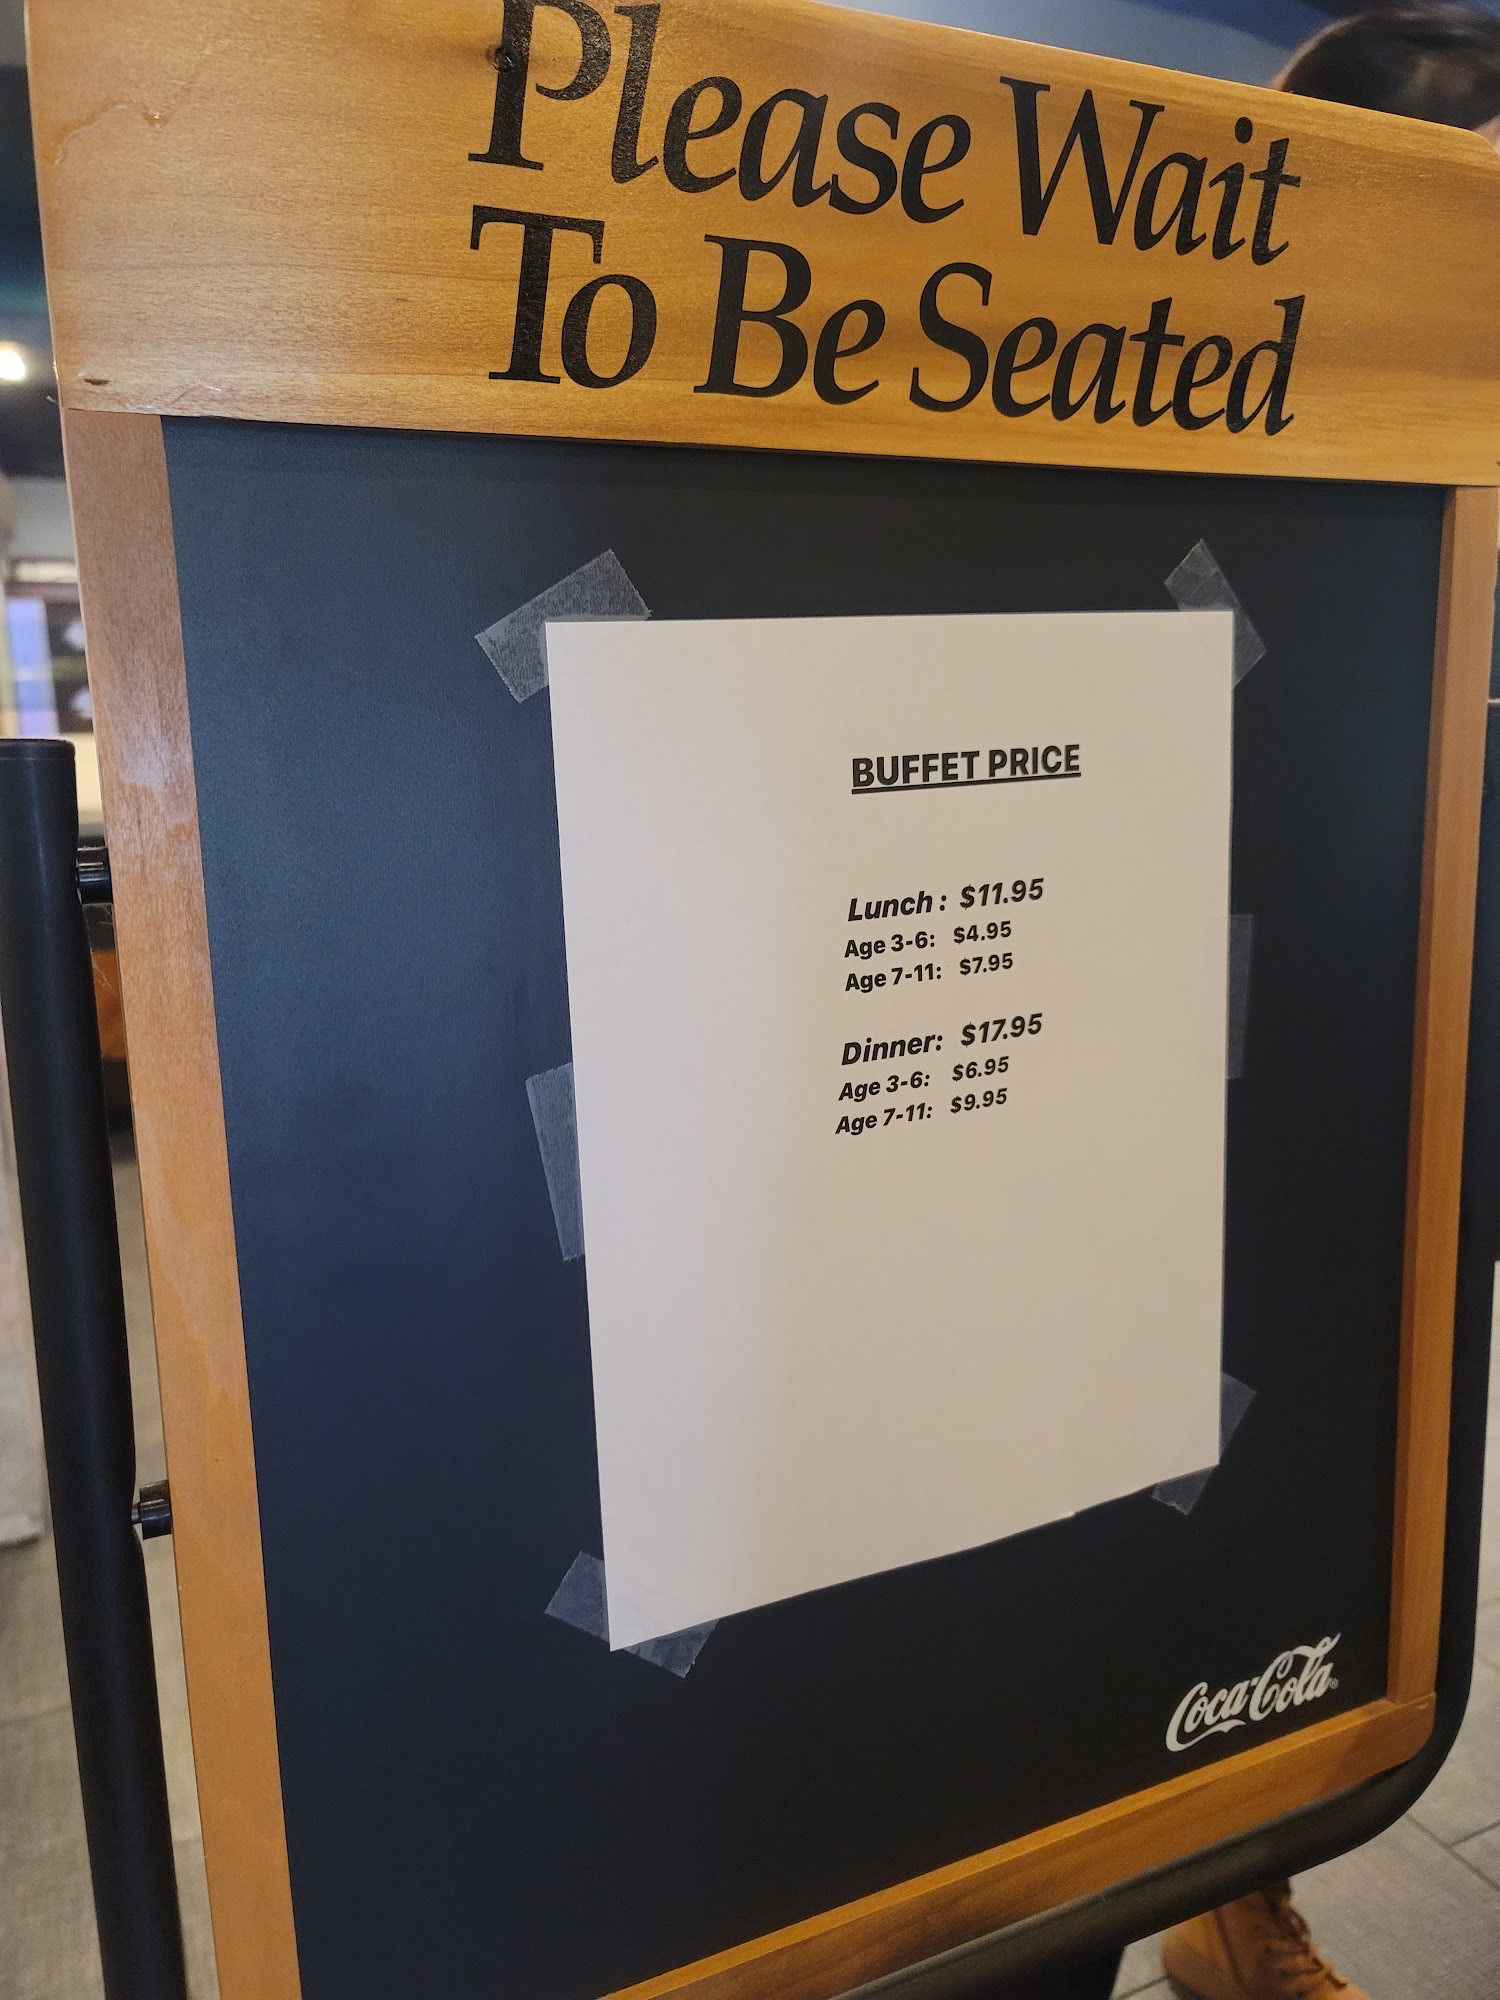 Please Wait
To Be Seated
BUFFET PRICE
Lunch : $11.95
Age 3-6: $4.95
Age 7-11: $7.95
Dinner: $17.95
Age 3-6: $6.95
Age 7-11: $9.95
Coca-Cola®